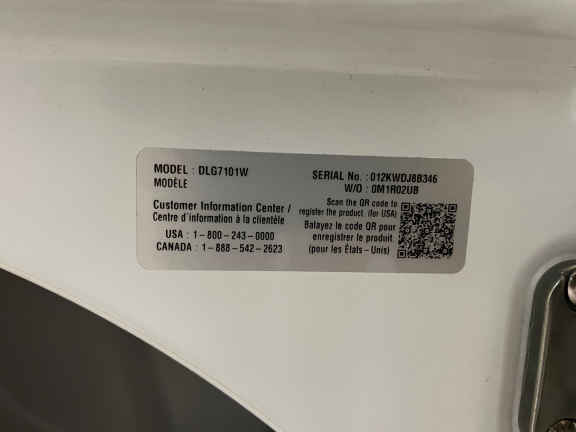 MODEL : DLG7101W
MODÈLE
Customer Information Center /
Centre d'information à la clientèle
USA : 1-800-243-0000
CANADA : 1-888-542-2623
SERIAL No. : 012KWDJ8B346
W/O : 0M1R02UB
Scan the QR code to
register the product. (for USA)
Balayez le code QR pour
enregistrer le produit.
(pour les États-Unis)